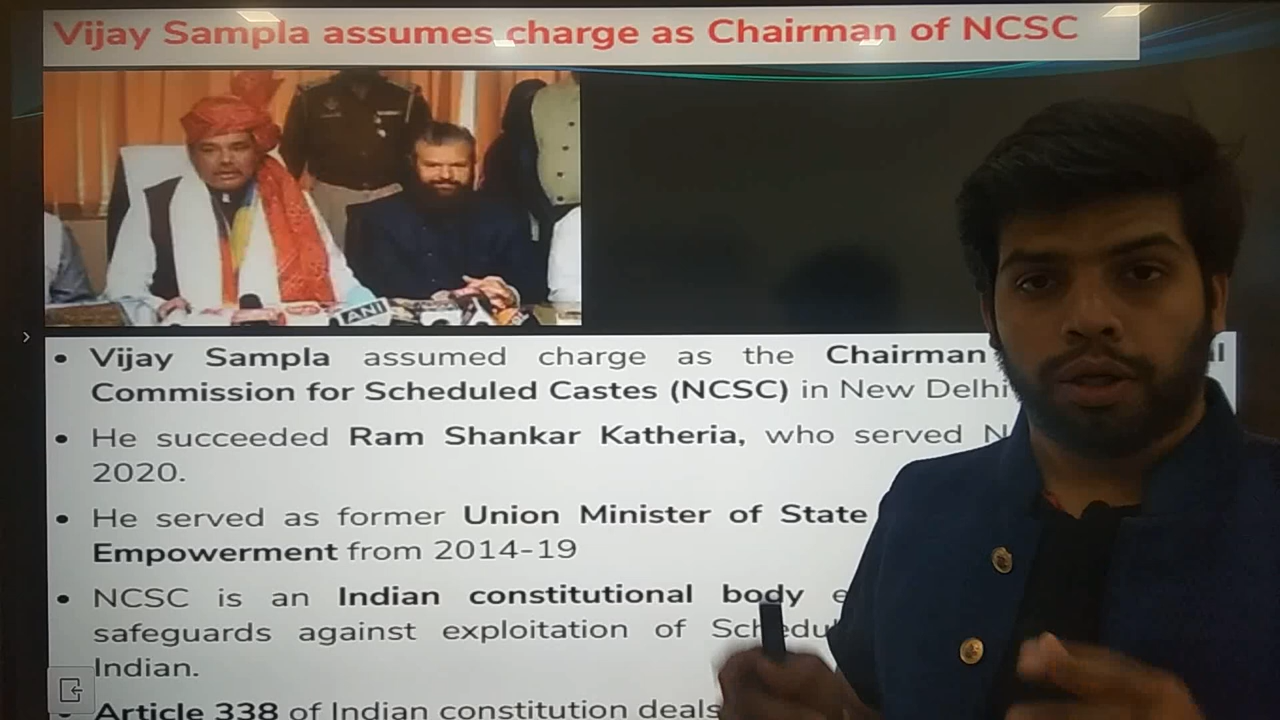 Vijay Sampla assumes charge as Chairman of NCSC
ANI
• Vijay Sampla assumed charge as the Chairman
Commission for Scheduled Castes (NCSC) in New Delhi
• He succeeded Ram Shankar Katheria, who served
2020.
• He served as former Union Minister of State
Empowerment from 2014-19
• NCSC is an Indian constitutional body
safeguards against exploitation of
Indian.
• Article 338 of Indian constitution deals